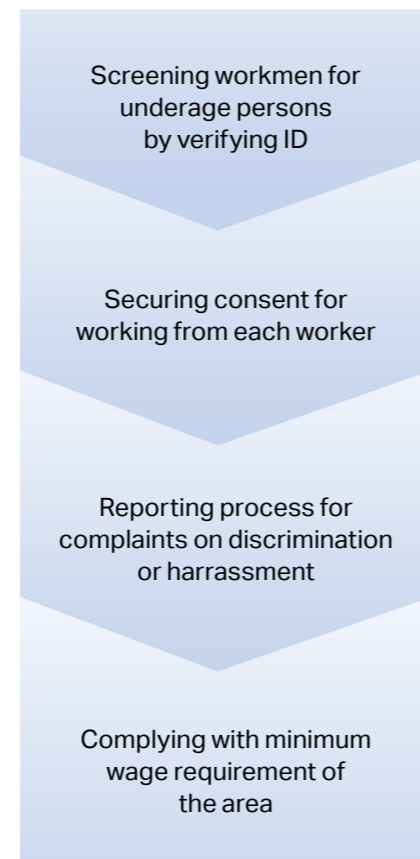 Screening workmen for
underage persons
by verifying ID
Securing consent for
working from each worker
Reporting process for
complaints on discrimination
or harrassment
Complying with minimum
wage requirement of
the area